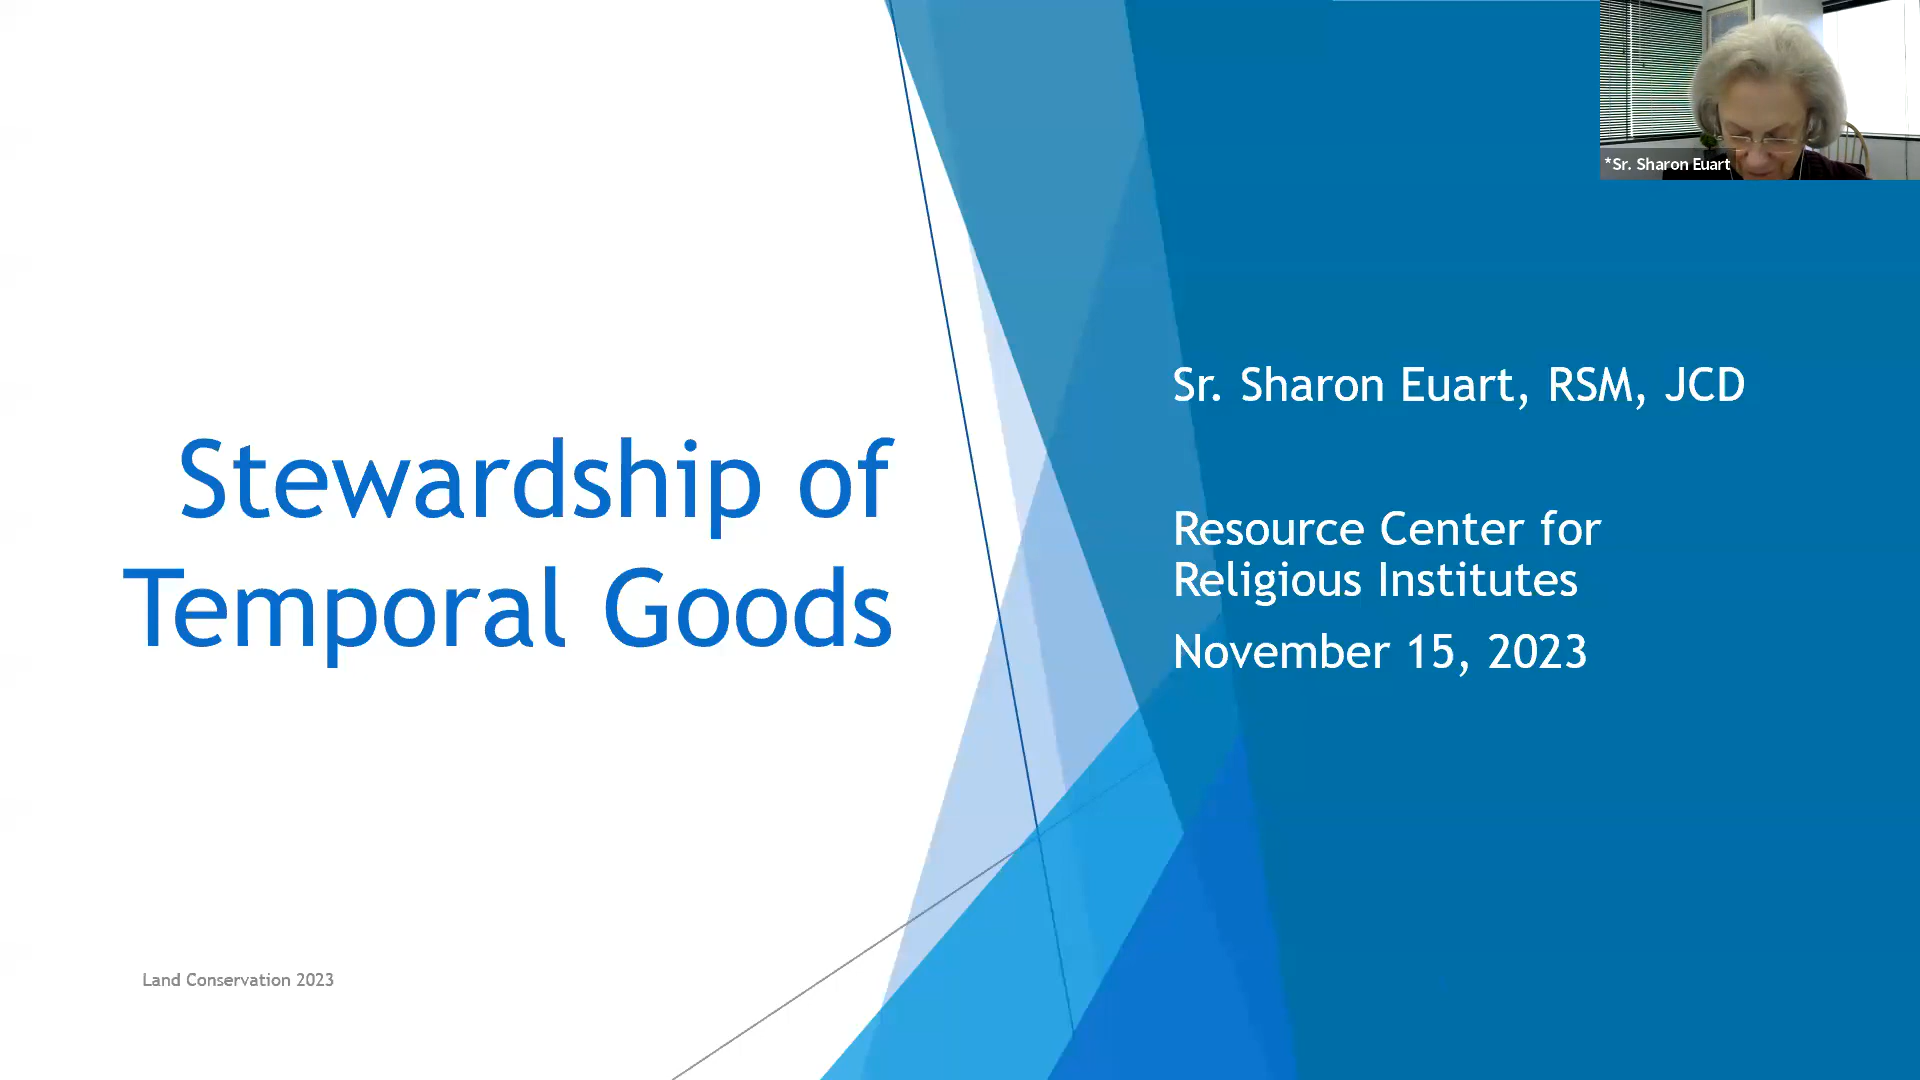 *Sr. Sharon Euart
Stewardship of
Temporal Goods
Sr. Sharon Euart, RSM, JCD
Resource Center for
Religious Institutes
November 15, 2023
Land Conservation 2023